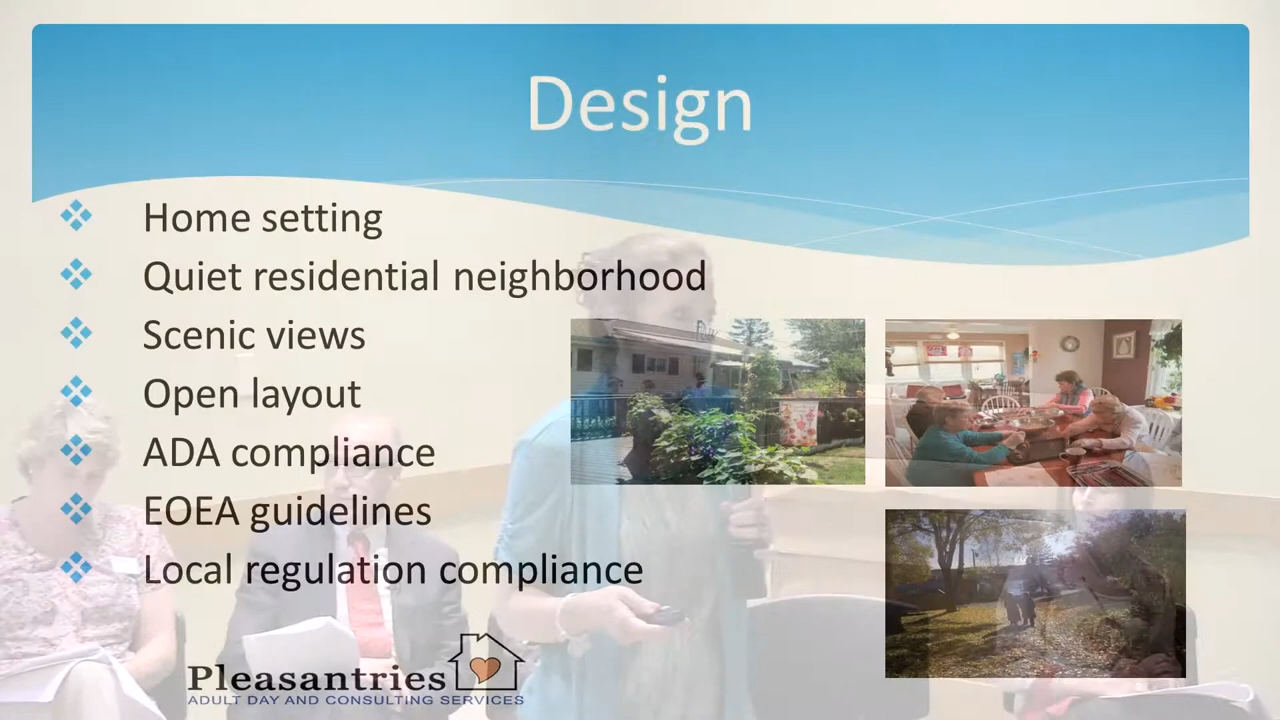 Design
Home setting
Quiet residential neighborhood
Scenic views
Open layout
ADA compliance
EOEA guidelines
Local regulation compliance
Pleasantries
ADULT DAY AND CONSULTING SERVICES